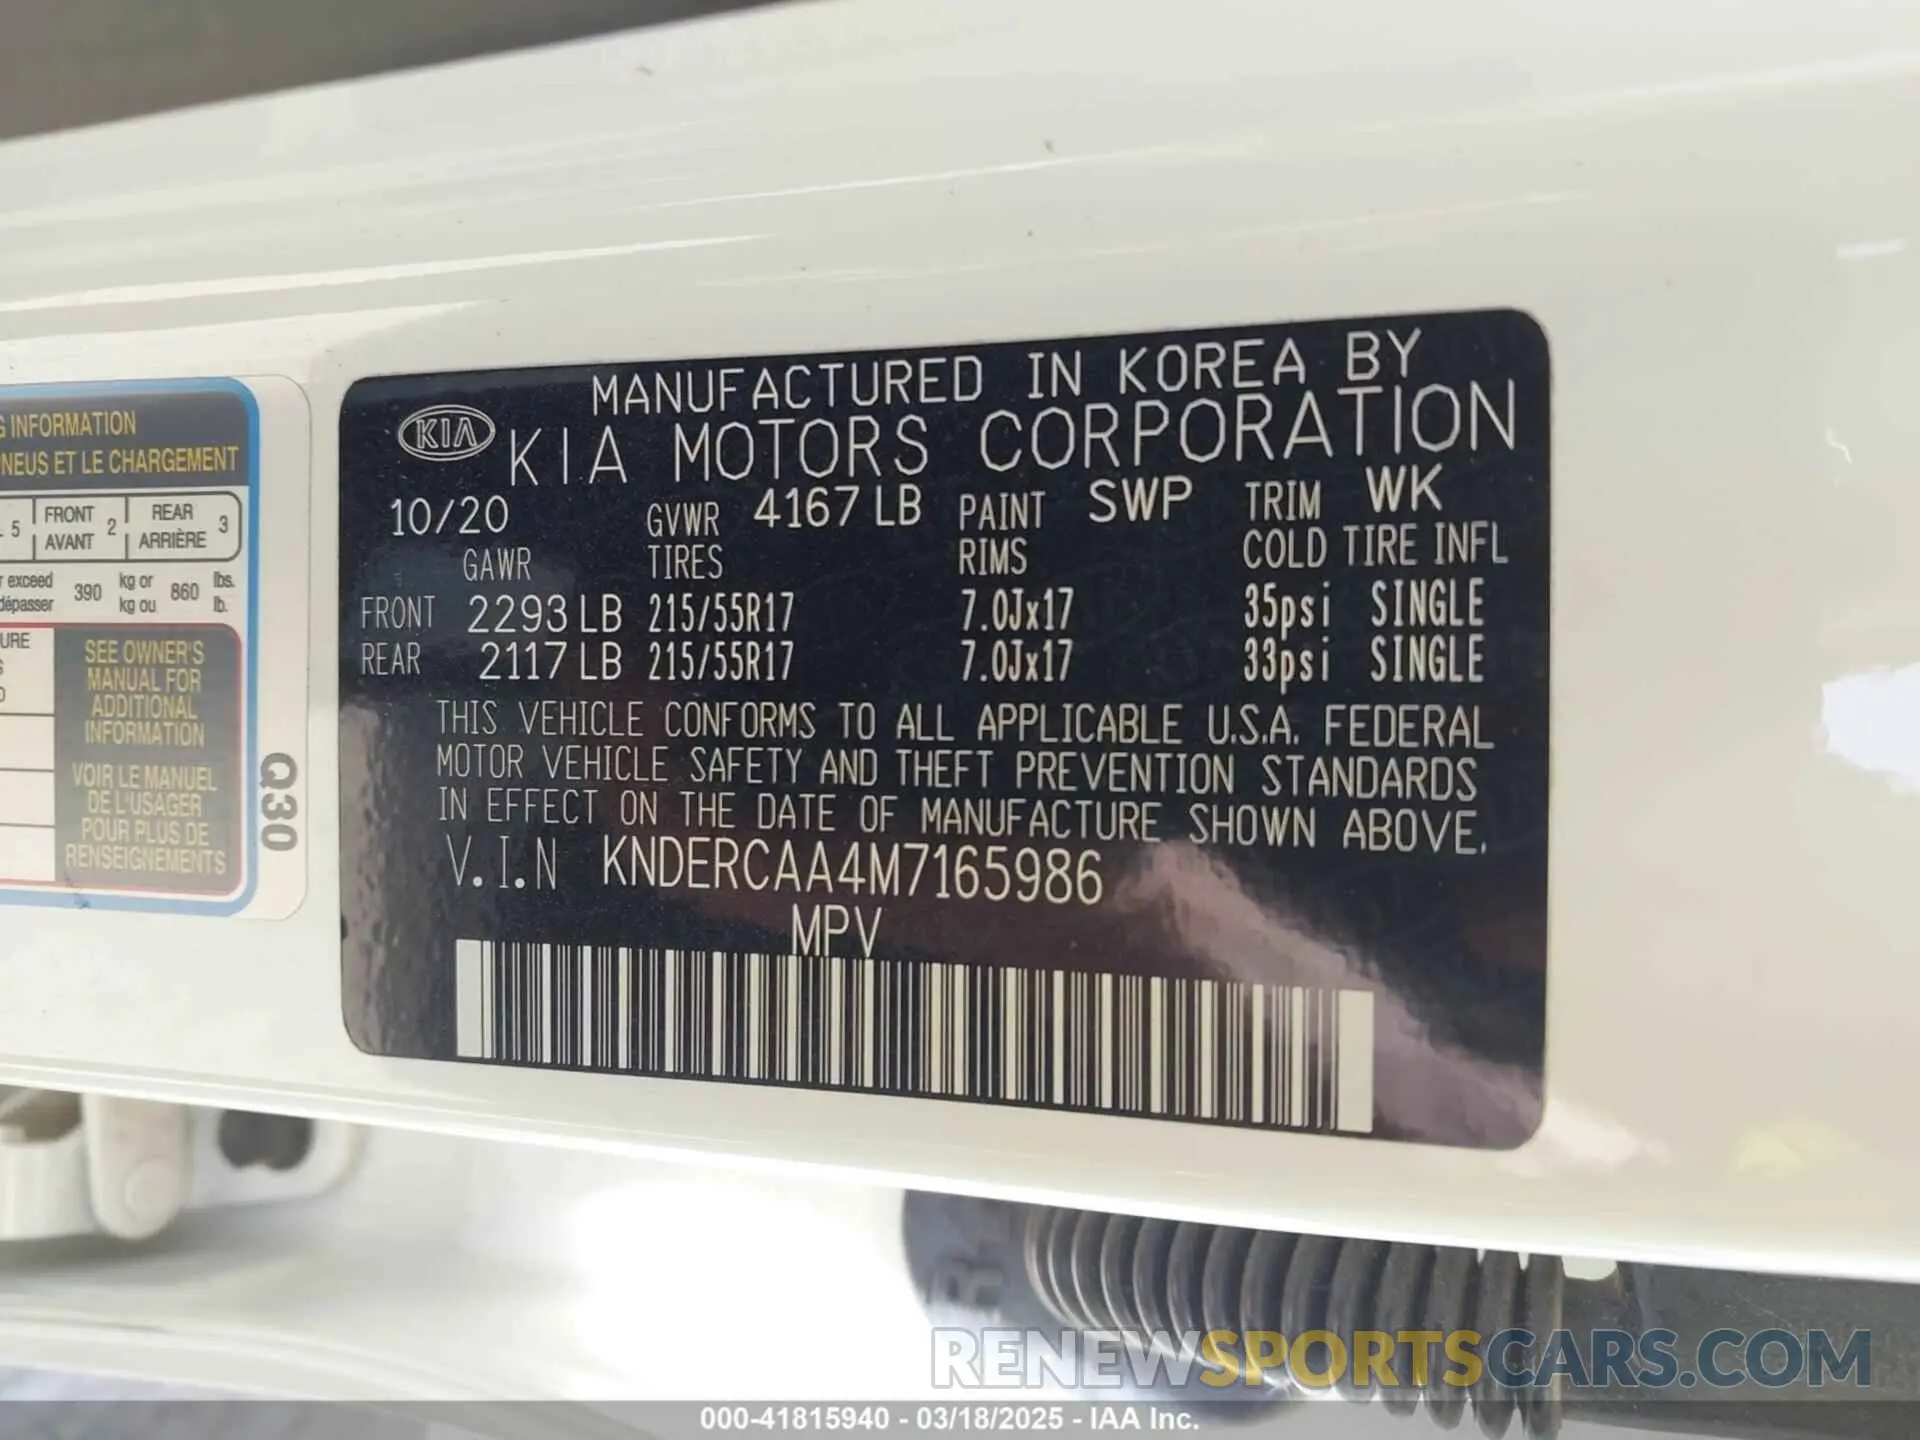 G INFORMATION
PNEUS ET LE CHARGEMENT
5 FRONT 2 REAR 3
AVANT ARRIÈRE
exceed 390 kg or 860 lbs.
dépasser kg ou lb.
SEE OWNER'S
MANUAL FOR
ADDITIONAL
INFORMATION
VOIR LE MANUEL
DE L'USAGER
POUR PLUS DE
RENSEIGNEMENTS
Q30
MANUFACTURED IN KOREA BY
KIA KIA MOTORS CORPORATION
10/20 GVWR 4167 LB PAINT SWP TRIM WK
GAWR TIRES RIMS COLD TIRE INFL
FRONT 2293 LB 215/55R17 7.0Jx17 35psi SINGLE
REAR 2117 LB 215/55R17 7.0Jx17 33psi SINGLE
THIS VEHICLE CONFORMS TO ALL APPLICABLE U.S.A. FEDERAL
MOTOR VEHICLE SAFETY AND THEFT PREVENTION STANDARDS
IN EFFECT ON THE DATE OF MANUFACTURE SHOWN ABOVE.
V.I.N KNDERCAA4M7165986
MPV
RENEWSPORTSCARS.COM
000-41815940 - 03/18/2025 - IAA Inc.